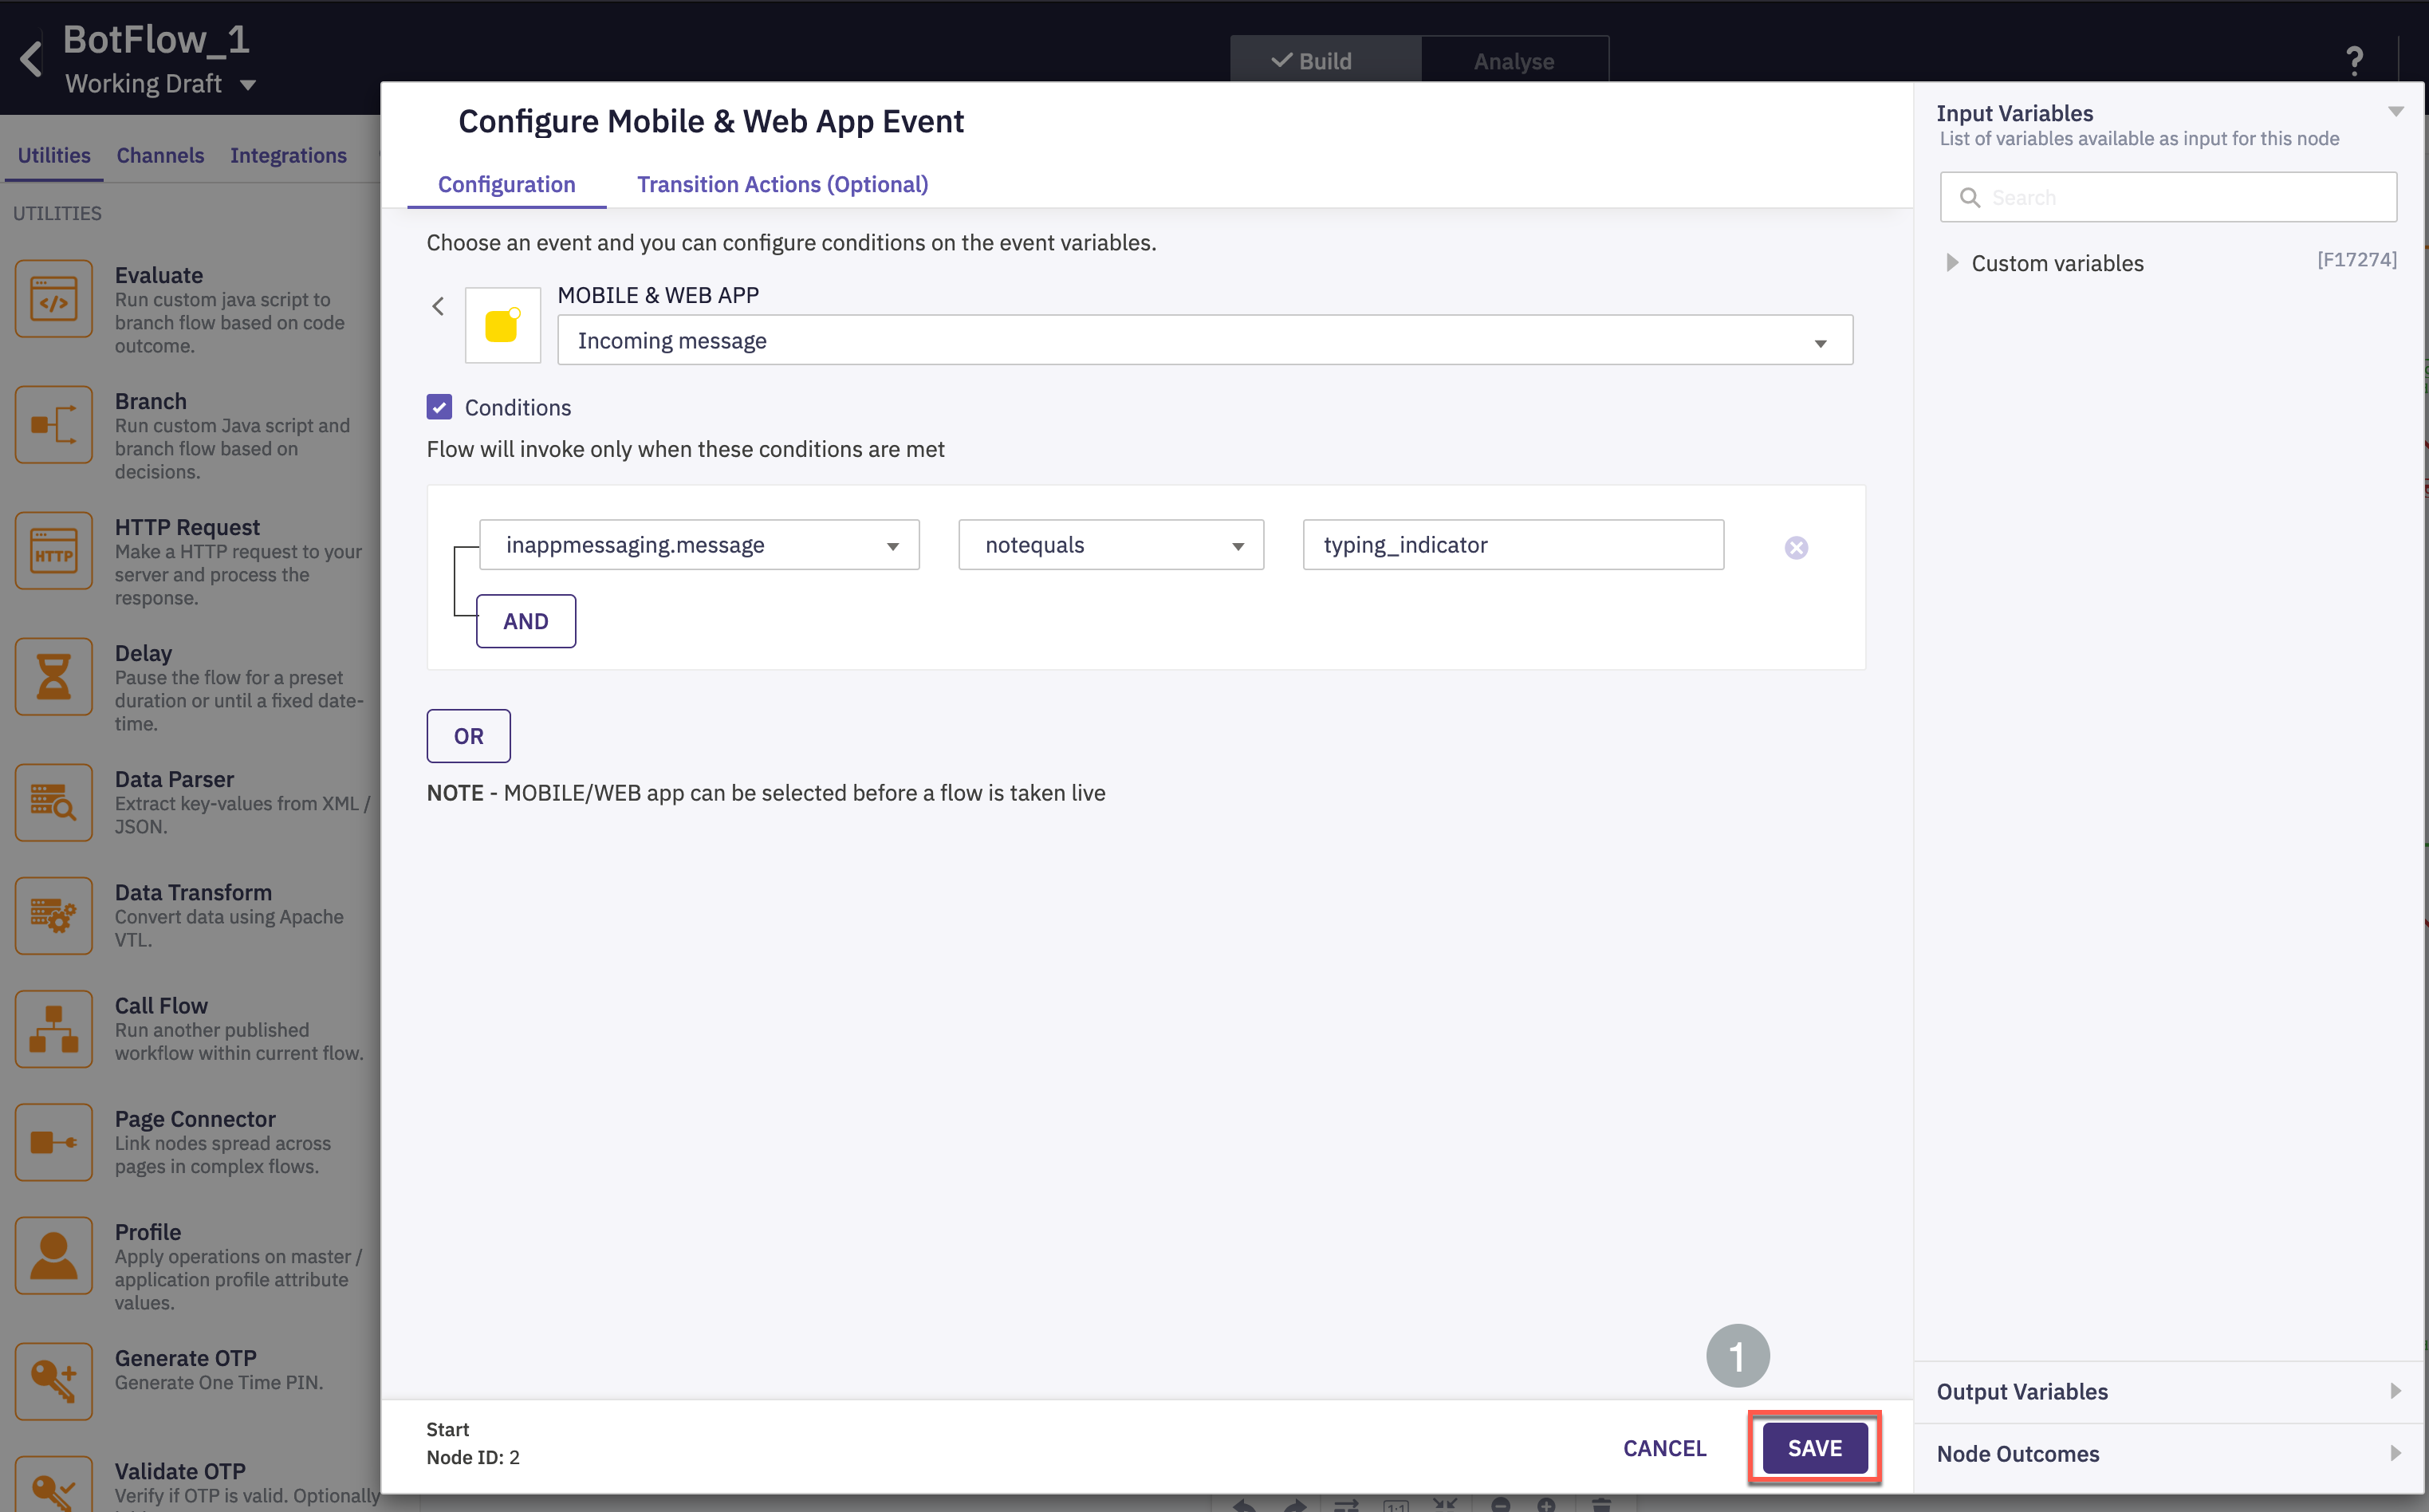 BotFlow_1
Working Draft
Build
Analyse
?
Utilities
Channels
Integrations
UTILITIES
Evaluate
Run custom java script to
branch flow based on code
outcome.
Branch
Run custom Java script and
branch flow based on
decisions.
HTTP
HTTP Request
Make a HTTP request to your
server and process the
response.
Delay
Pause the flow for a preset
duration or until a fixed date-
time.
Data Parser
Extract key-values from XML /
JSON.
Data Transform
Convert data using Apache
VTL.
Call Flow
Run another published
workflow within current flow.
Page Connector
Link nodes spread across
pages in complex flows.
Profile
Apply operations on master /
application profile attribute
values.
Generate OTP
Generate One Time PIN.
Validate OTP
Verify if OTP is valid. Optionally
Configure Mobile & Web App Event
Configuration
Transition Actions (Optional)
Choose an event and you can configure conditions on the event variables.
MOBILE & WEB APP
Incoming message
Conditions
Flow will invoke only when these conditions are met
inappmessaging.message
notequals
typing_indicator
AND
OR
NOTE - MOBILE/WEB app can be selected before a flow is taken live
1
Start
Node ID: 2
CANCEL
SAVE
Input Variables
List of variables available as input for this node
Search
Custom variables
[F17274]
Output Variables
Node Outcomes